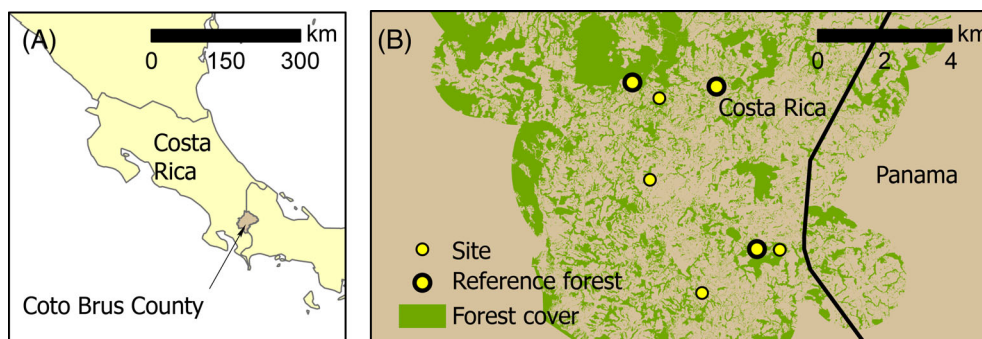 (A)
km
0 150 300
Costa
Rica
Coto Brus County
(B)
km
0 2 4
Costa Rica
Panama
Site
Reference forest
Forest cover